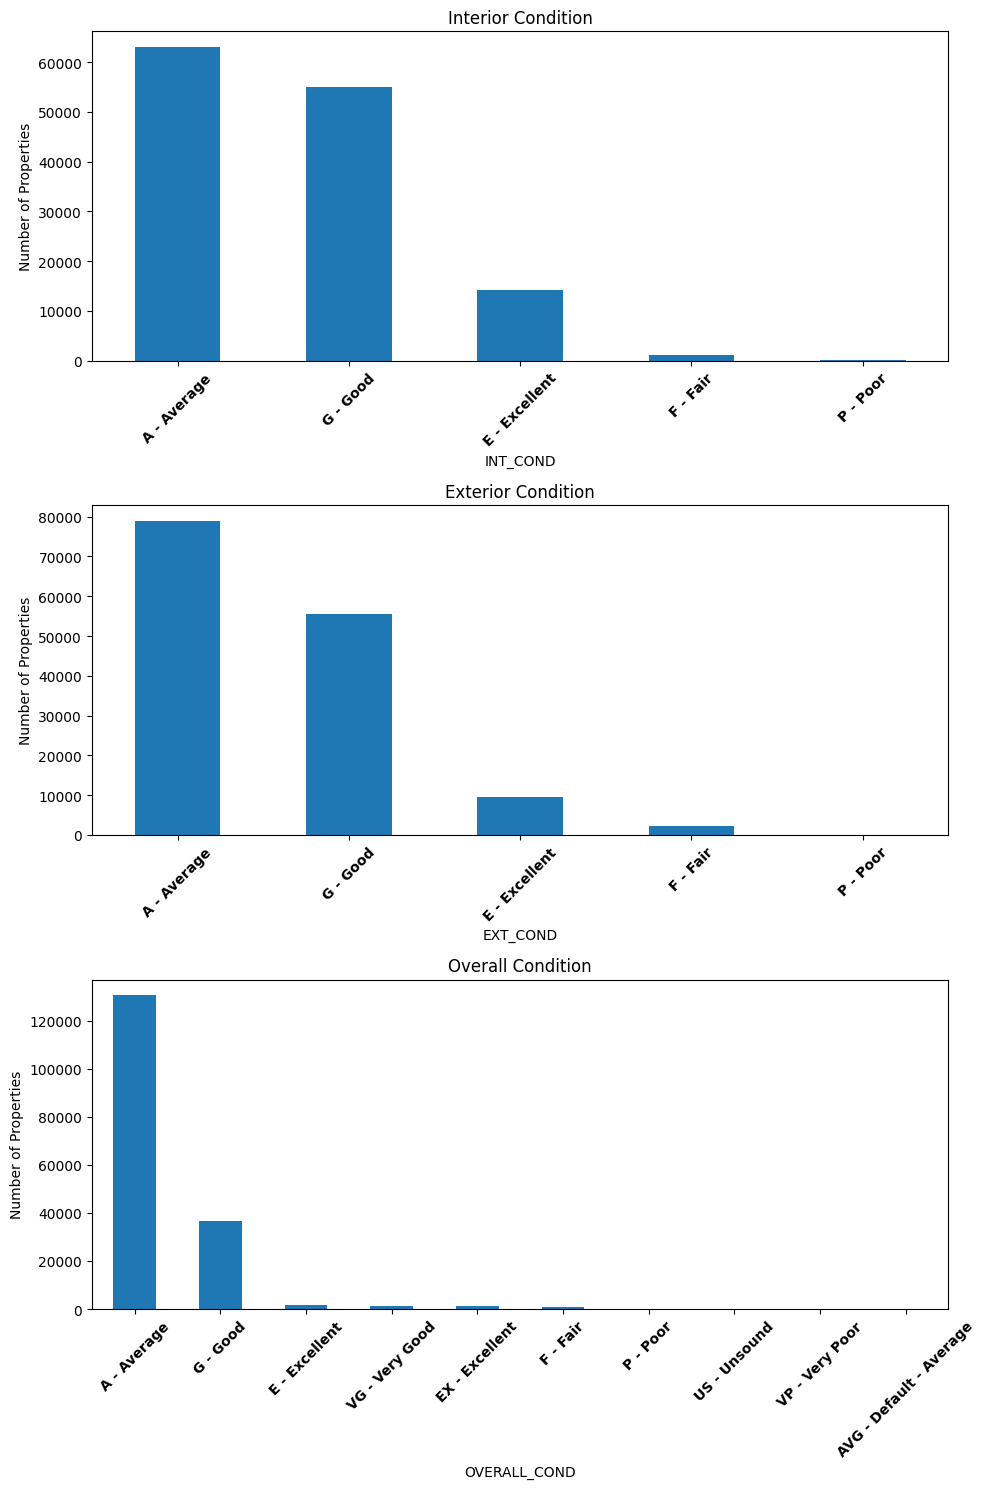 Interior Condition
60000
50000
40000
30000
20000
10000
0
Number of Properties
A - Average
G - Good
E - Excellent
F - Fair
P - Poor
INT_COND
Exterior Condition
80000
70000
60000
50000
40000
30000
20000
10000
0
Number of Properties
A - Average
G - Good
E - Excellent
F - Fair
P - Poor
EXT_COND
Overall Condition
120000
100000
80000
60000
40000
20000
0
Number of Properties
A - Average
G - Good
E - Excellent
VG - Very Good
EX - Excellent
F - Fair
P - Poor
US - Unsound
VP - Very Poor
AVG - Default - Average
OVERALL_COND